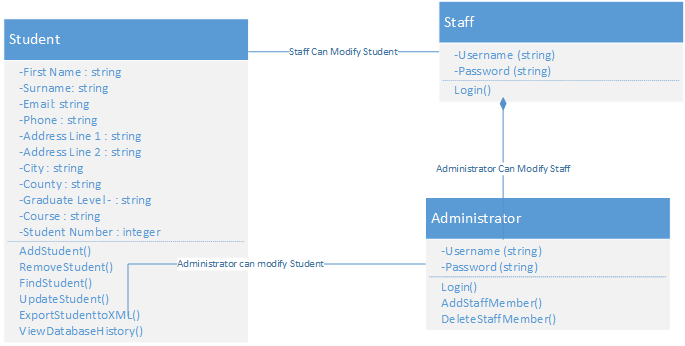 Student
-First Name : string
-Surname: string
-Email: string
-Phone : string
-Address Line 1 : string
-Address Line 2 : string
-City : string
-County : string
-Graduate Level - : string
-Course : string
-Student Number : integer
AddStudent()
RemoveStudent()
FindStudent()
UpdateStudent()
ExportStudenttoXML()
ViewDatabaseHistory()
Staff Can Modify Student
Staff
-Username (string)
-Password (string)
Login()
Administrator Can Modify Staff
Administrator can modify Student
Administrator
-Username (string)
-Password (string)
Login()
AddStaffMember()
DeleteStaffMember()